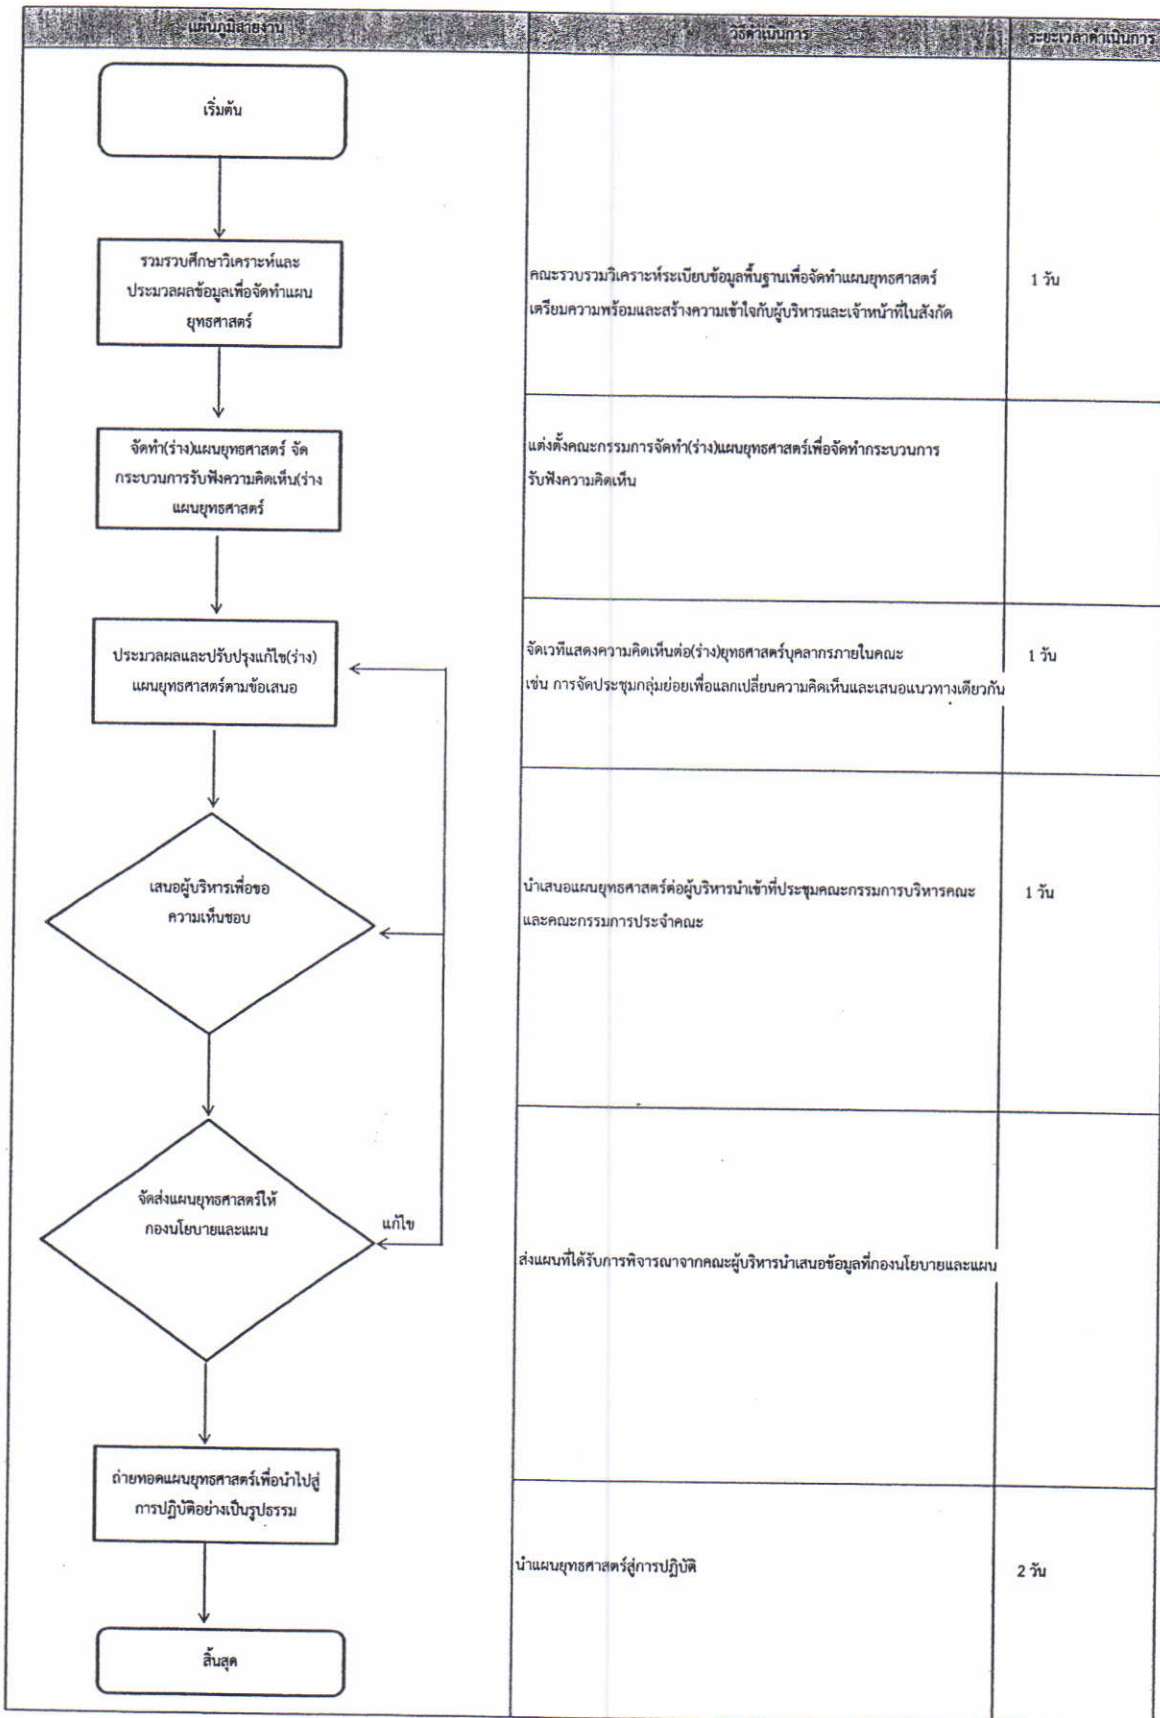 แผนภูมิสายงาน
วิธีดำเนินการ
ระยะเวลาดำเนินการ
เริ่มต้น
รวมรวบศึกษาวิเคราะห์และ
ประมวลผลข้อมูลเพื่อจัดทำแผน
ยุทธศาสตร์
คณะรวบรวมวิเคราะห์ระเบียบข้อมูลพื้นฐานเพื่อจัดทำแผนยุทธศาสตร์
เตรียมความพร้อมและสร้างความเข้าใจกับผู้บริหารและเจ้าหน้าที่ในสังกัด
1 วัน
จัดทำ(ร่าง)แผนยุทธศาสตร์ จัด
กระบวนการรับฟังความคิดเห็น(ร่าง
แผนยุทธศาสตร์
แต่งตั้งคณะกรรมการจัดทำ(ร่าง)แผนยุทธศาสตร์เพื่อจัดทำกระบวนการ
รับฟังความคิดเห็น
ประมวลผลและปรับปรุงแก้ไข(ร่าง)
แผนยุทธศาสตร์ตามข้อเสนอ
จัดเวทีแสดงความคิดเห็นต่อ(ร่าง)ยุทธศาสตร์บุคลากรภายในคณะ
เช่น การจัดประชุมกลุ่มย่อยเพื่อแลกเปลี่ยนความคิดเห็นและเสนอแนวทางเดียวกัน
1 วัน
เสนอผู้บริหารเพื่อขอ
ความเห็นชอบ
นำเสนอแผนยุทธศาสตร์ต่อผู้บริหารนำเข้าที่ประชุมคณะกรรมการบริหารคณะ
และคณะกรรมการประจำคณะ
1 วัน
จัดส่งแผนยุทธศาสตร์ให้
กองนโยบายและแผน
แก้ไข
ส่งแผนที่ได้รับการพิจารณาจากคณะผู้บริหารนำเสนอข้อมูลที่กองนโยบายและแผน
ถ่ายทอดแผนยุทธศาสตร์เพื่อนำไปสู่
การปฏิบัติอย่างเป็นรูปธรรม
นำแผนยุทธศาสตร์สู่การปฏิบัติ
2 วัน
สิ้นสุด